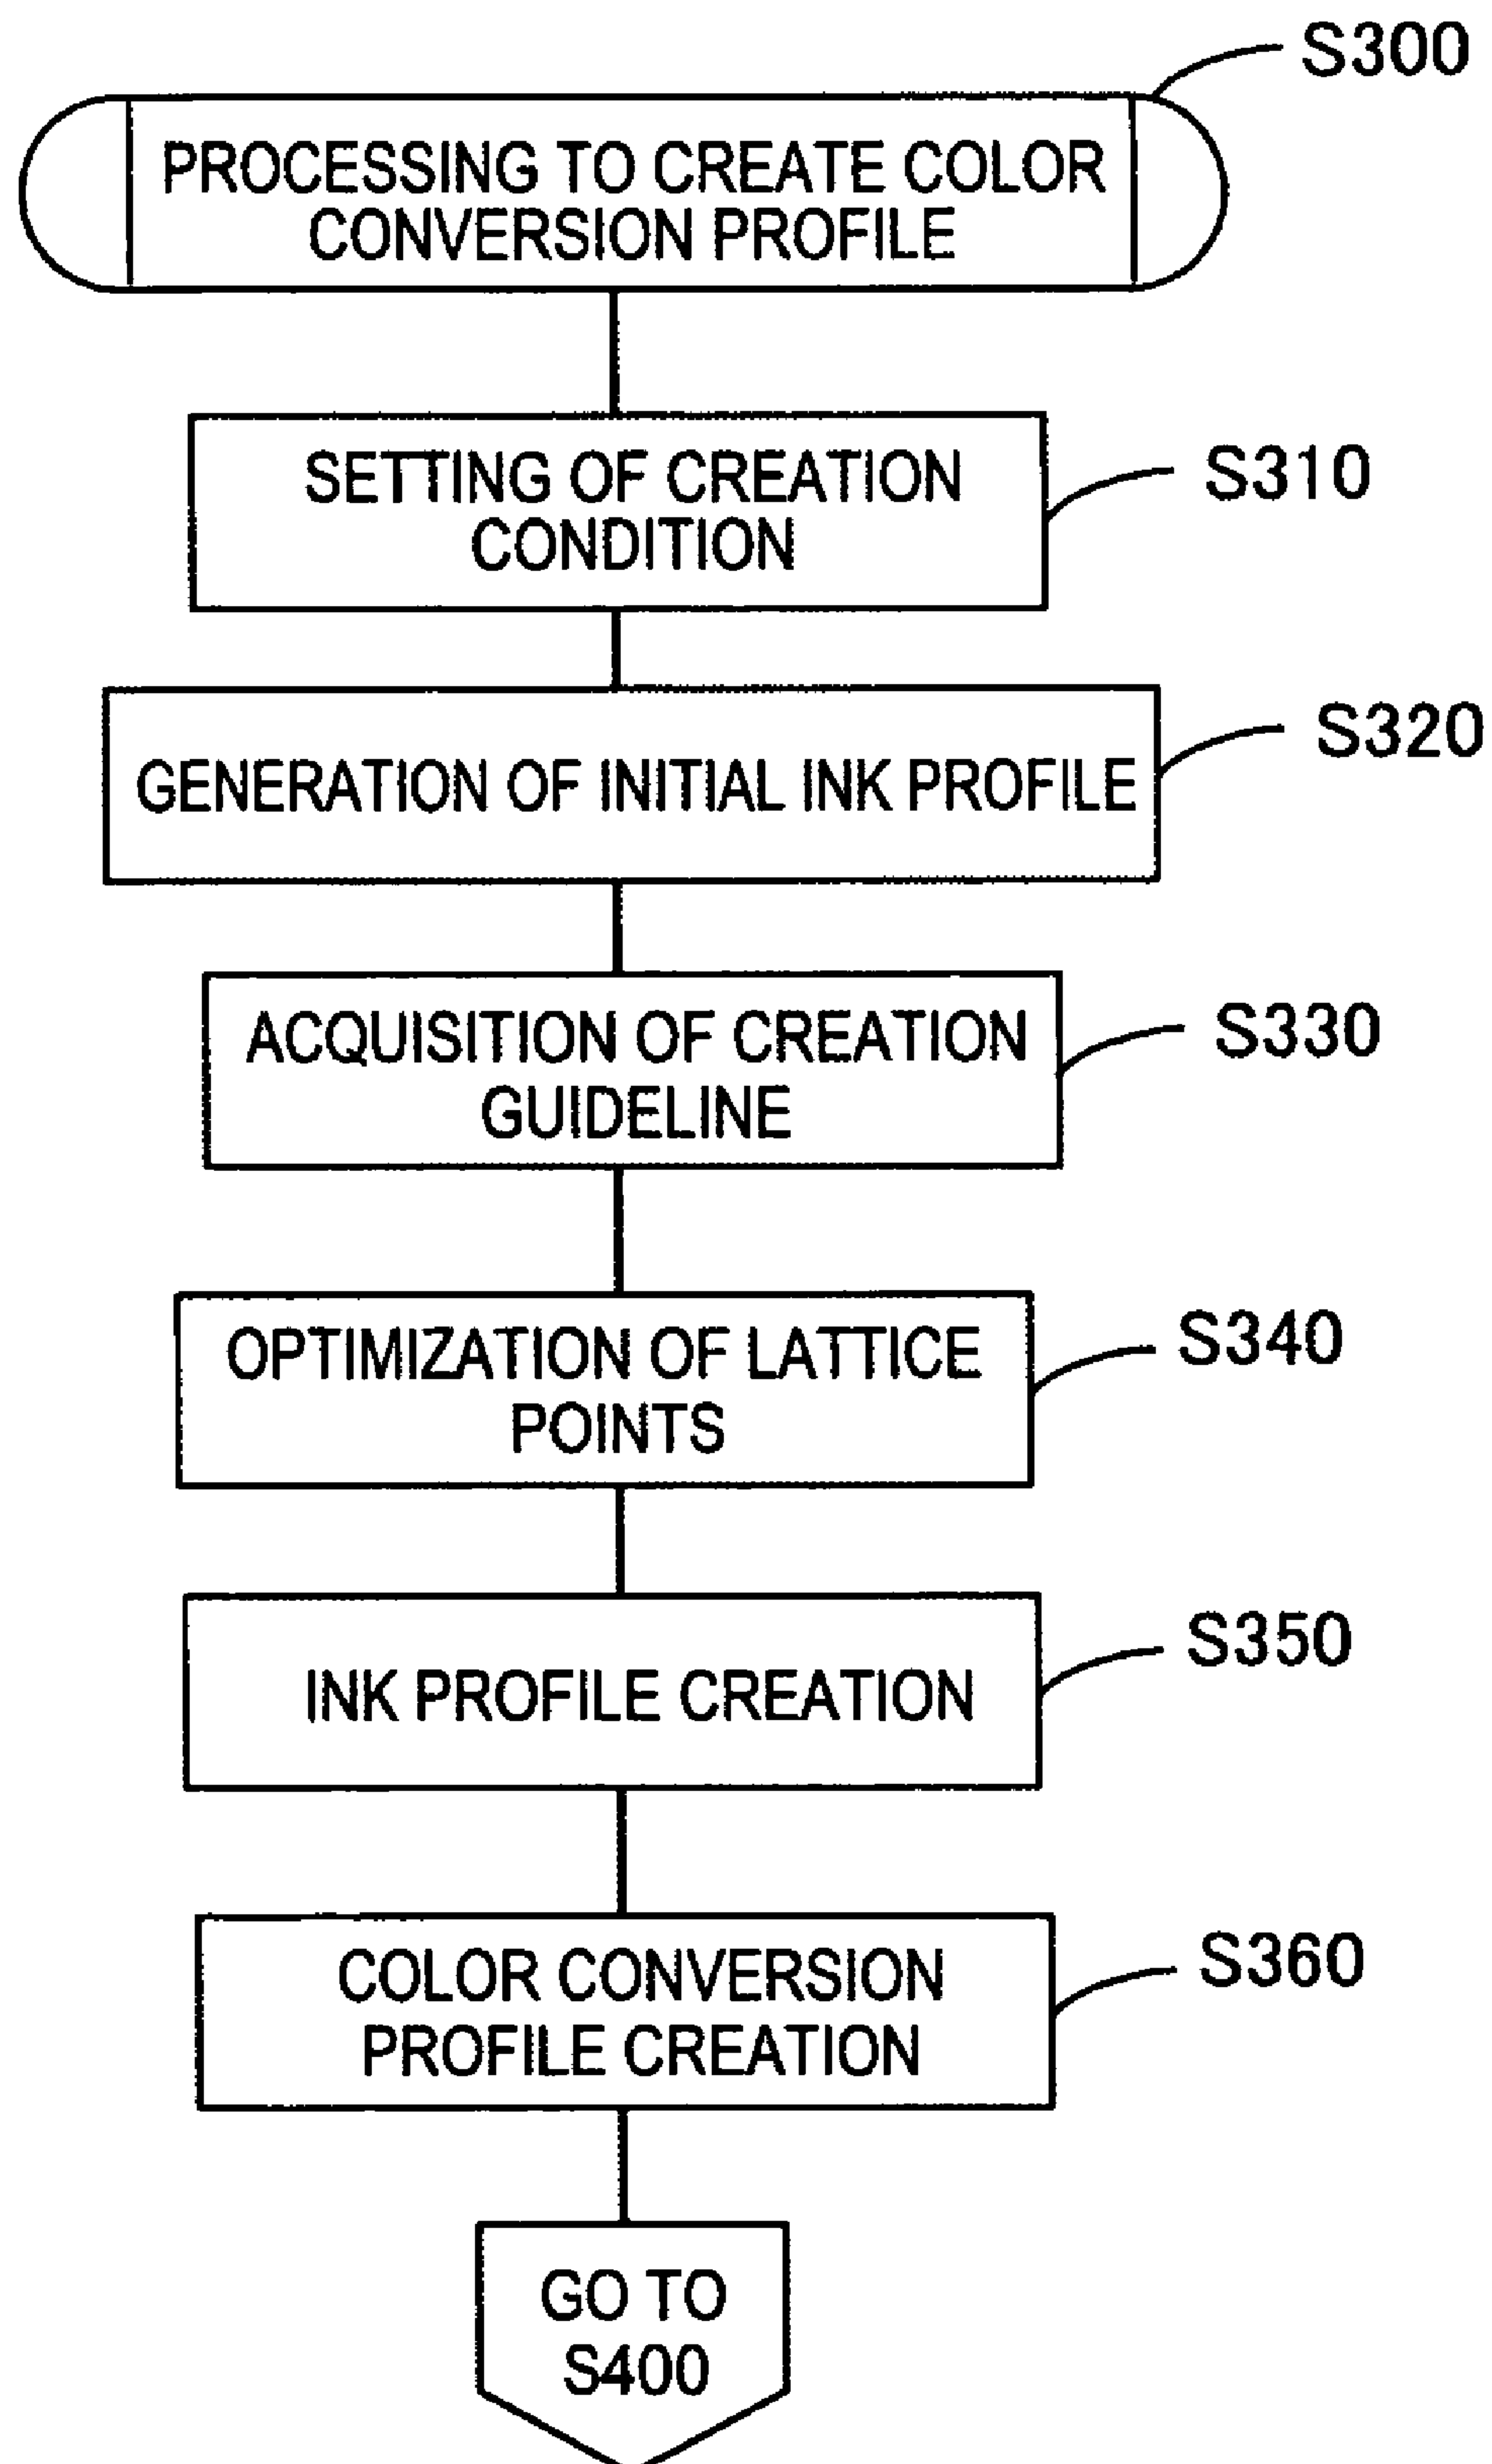 S300
PROCESSING TO CREATE COLOR
CONVERSION PROFILE
SETTING OF CREATION
CONDITION
S310
GENERATION OF INITIAL INK PROFILE
S320
ACQUISITION OF CREATION
GUIDELINE
S330
OPTIMIZATION OF LATTICE
POINTS
S340
INK PROFILE CREATION
S350
COLOR CONVERSION
PROFILE CREATION
S360
GO TO
S400